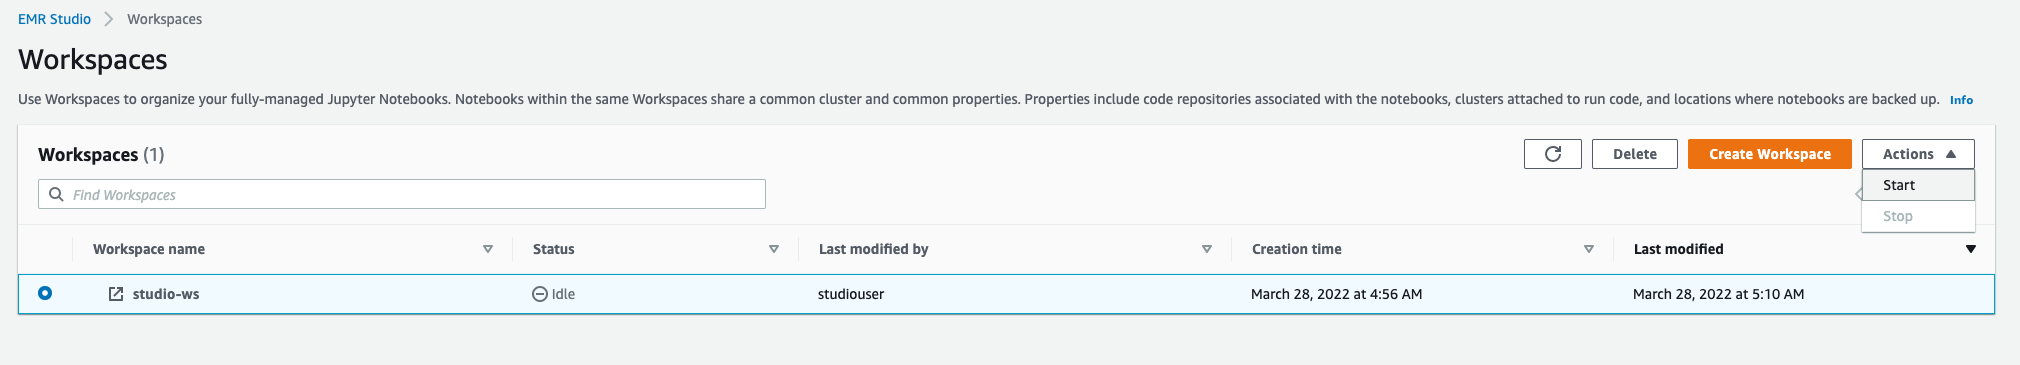 EMR Studio Workspaces
Workspaces
Use Workspaces to organize your fully-managed Jupyter Notebooks. Notebooks within the same Workspaces share a common cluster and common properties. Properties include code repositories associated with the notebooks, clusters attached to run code, and locations where notebooks are backed up. Info
Workspaces (1) Delete Create Workspace Actions
Start
Find Workspaces
Stop
Workspace name Status Last modified by Creation time Last modified
studio-ws Idle studiouser March 28, 2022 at 4:56 AM March 28, 2022 at 5:10 AM